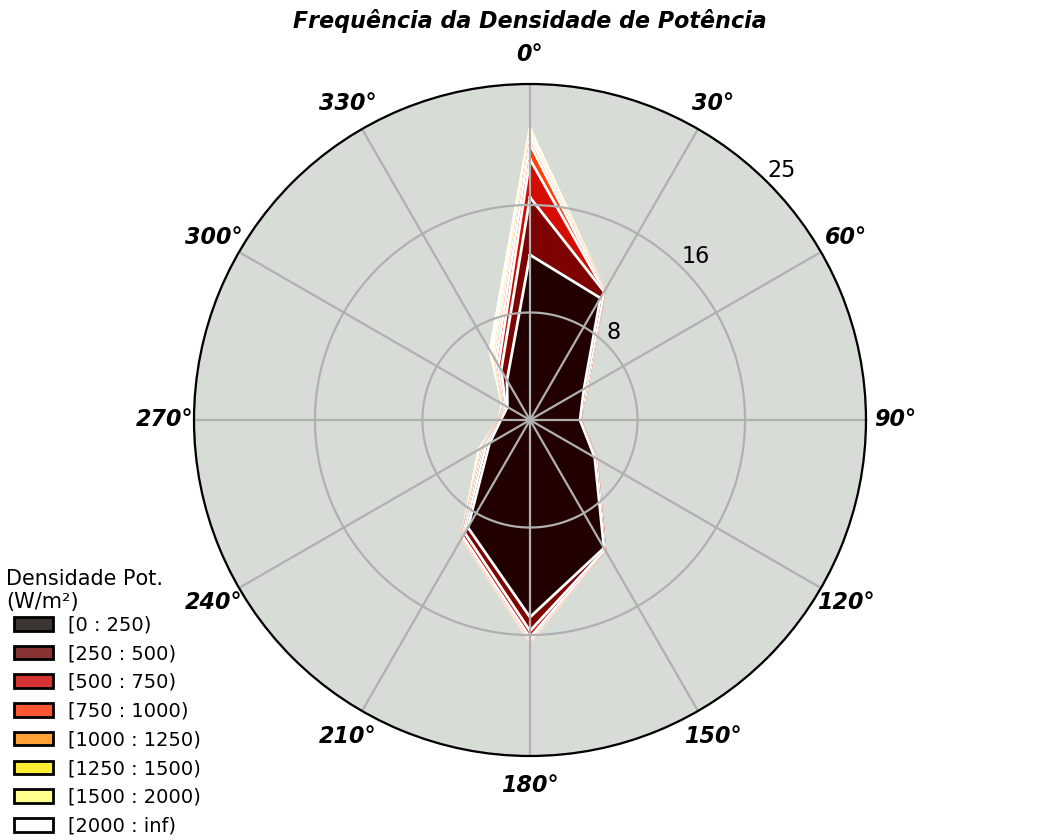 Frequência da Densidade de Potência
0°
330°
30°
25
300°
60°
16
8
270°
90°
Densidade Pot.
(W/m²)
240°
120°
[0 : 250)
[250 : 500)
[500 : 750)
[750 : 1000)
210°
150°
[1000 : 1250)
[1250 : 1500)
180°
[1500 : 2000)
[2000 : inf)